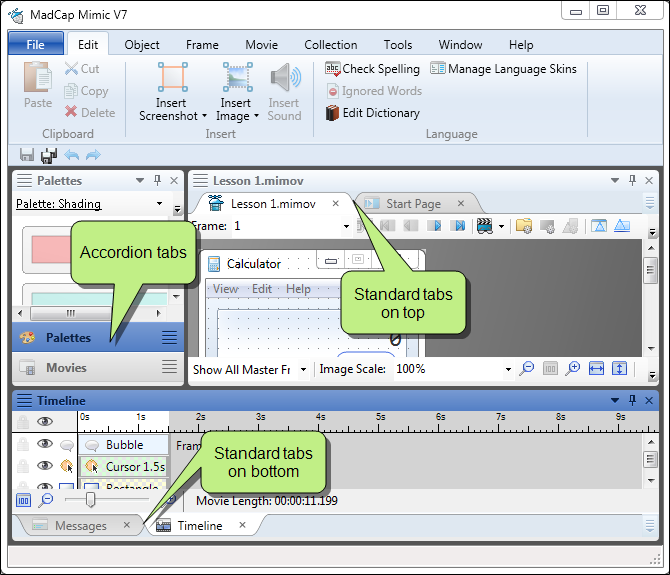 MadCap Mimic V7
File Edit Object Frame Movie Collection Tools Window Help
Paste
Cut
Copy
Delete
Clipboard
Insert Screenshot
Insert Image
Insert Sound
Insert
Check Spelling
Manage Language Skins
Ignored Words
Edit Dictionary
Language
Palettes
Palette: Shading
Accordion tabs
Palettes
Movies
Lesson 1.mimov
Lesson 1.mimov
Start Page
Frame: 1
Calculator
View Edit Help
0
Standard tabs
on top
Show All Master Fr
Image Scale: 100%
Timeline
0s 1s 2s 3s 4s 5s 6s 7s 8s 9s
Bubble
Fram
Cursor 1.5s
Rectangle
Standard tabs
on bottom
Movie Length: 00:00:11.199
Messages
Timeline